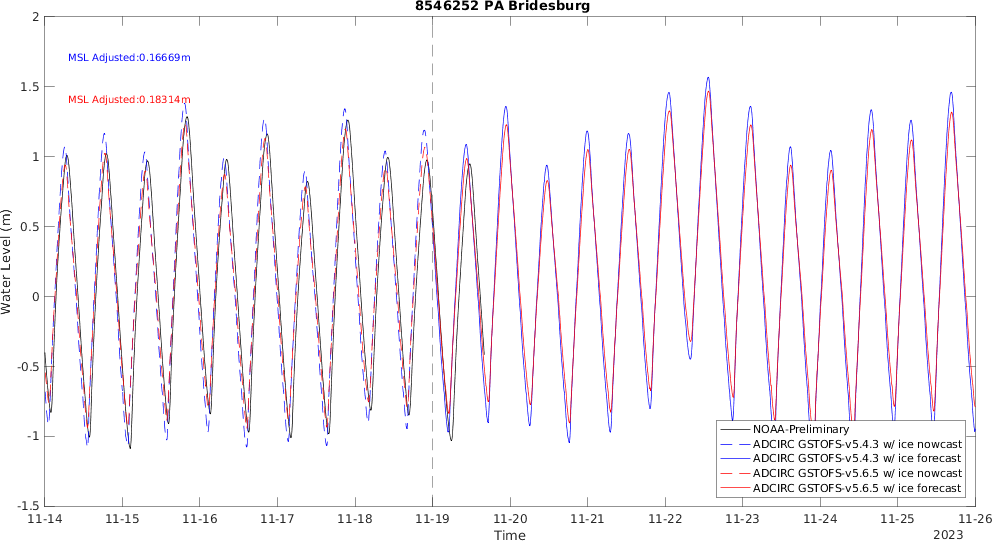 8546252 PA Bridesburg
2
1.5
1
0.5
0
-0.5
-1
-1.5
Water Level (m)
MSL Adjusted:0.16669m
MSL Adjusted:0.18314m
NOAA-Preliminary
ADCIRC GSTOFS-v5.4.3 w/ ice nowcast
ADCIRC GSTOFS-v5.4.3 w/ ice forecast
ADCIRC GSTOFS-v5.6.5 w/ ice nowcast
ADCIRC GSTOFS-v5.6.5 w/ ice forecast
11-14 11-15 11-16 11-17 11-18 11-19 11-20 11-21 11-22 11-23 11-24 11-25 11-26
Time
2023